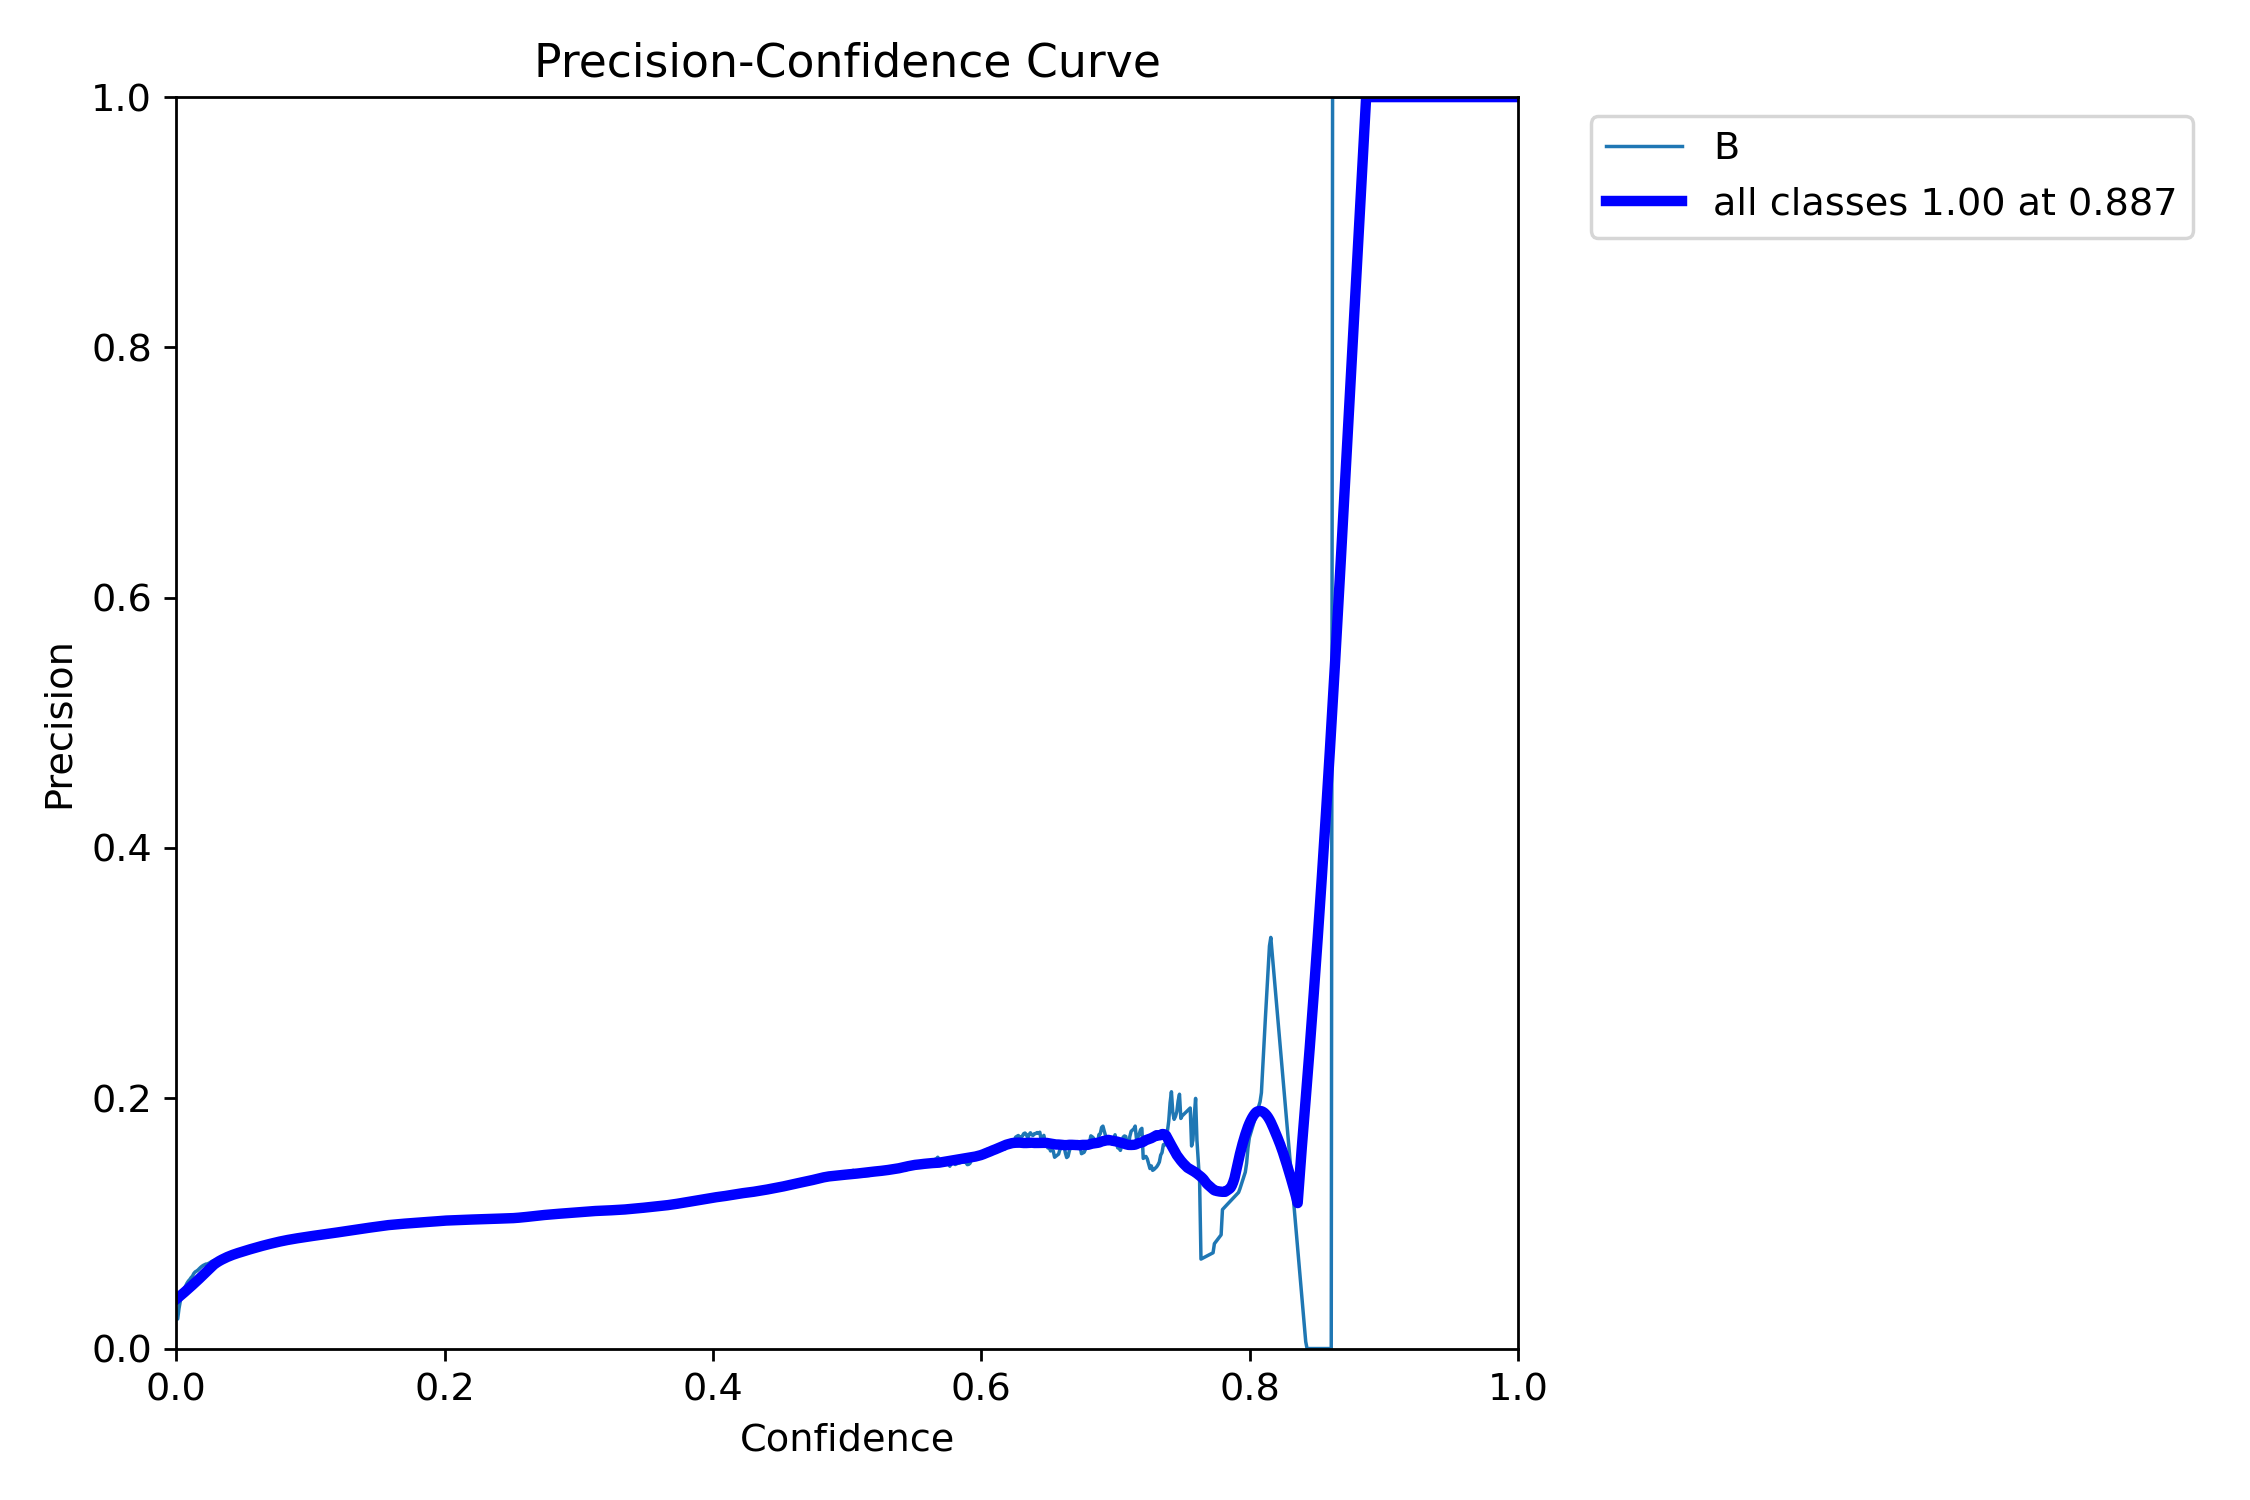 Precision-Confidence Curve
B
all classes 1.00 at 0.887
Precision
1.0
0.8
0.6
0.4
0.2
0.0
0.0 0.2 0.4 0.6 0.8 1.0
Confidence